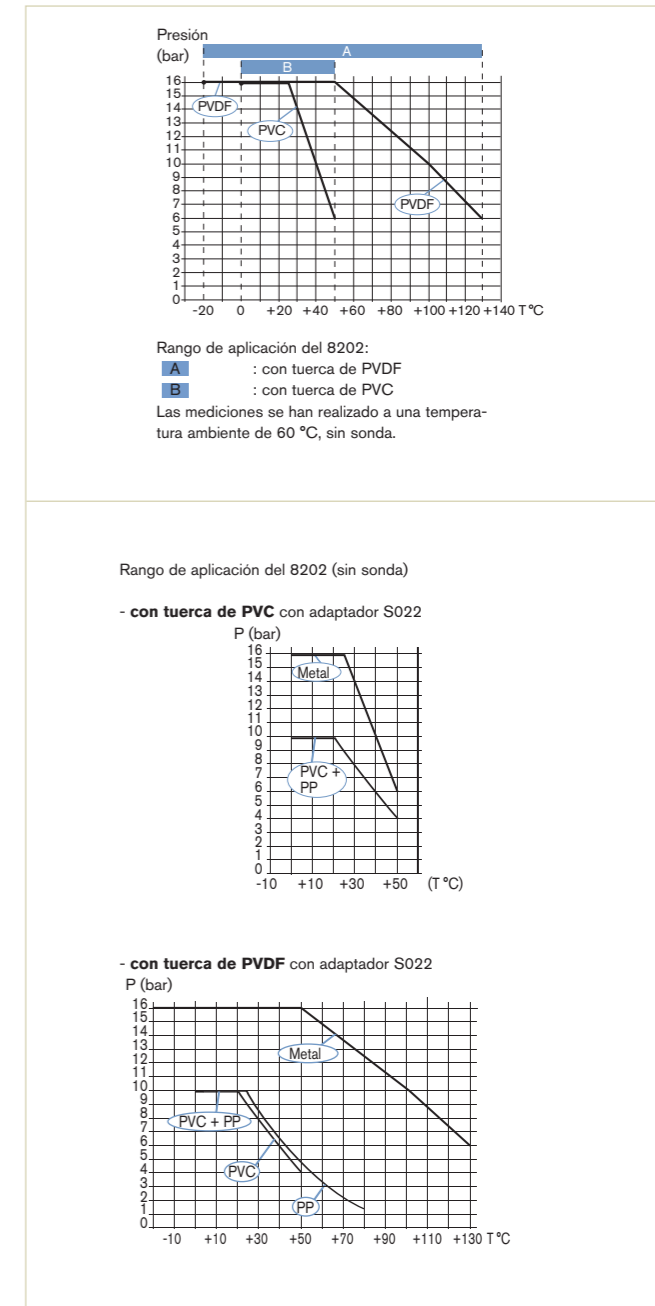 Presión
(bar)
A
B
16
15
14
13
12
11
10
9
8
7
6
5
4
3
2
1
0
PVDF
PVC
PVDF
-20 0 +20 +40 +60 +80 +100 +120 +140 T °C
Rango de aplicación del 8202:
A : con tuerca de PVDF
B : con tuerca de PVC
Las mediciones se han realizado a una tempera-
tura ambiente de 60 °C, sin sonda.
Rango de aplicación del 8202 (sin sonda)
- con tuerca de PVC con adaptador S022
P (bar)
16
15
14
13
12
11
10
9
8
7
6
5
4
3
2
1
0
Metal
PVC +
PP
-10 +10 +30 +50 (T °C)
- con tuerca de PVDF con adaptador S022
P (bar)
16
15
14
13
12
11
10
9
8
7
6
5
4
3
2
1
0
Metal
PVC + PP
PVC
PP
-10 +10 +30 +50 +70 +90 +110 +130 T °C